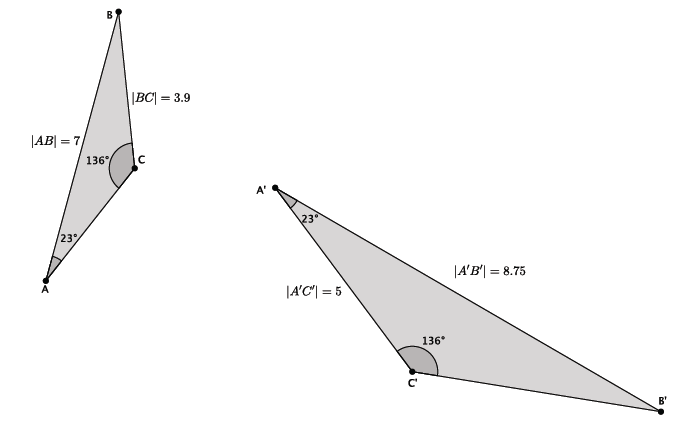 B
|BC| = 3.9
|AB| = 7
136°
C
23°
A
A'
23°
|A'B'| = 8.75
|A'C'| = 5
136°
C'
B'